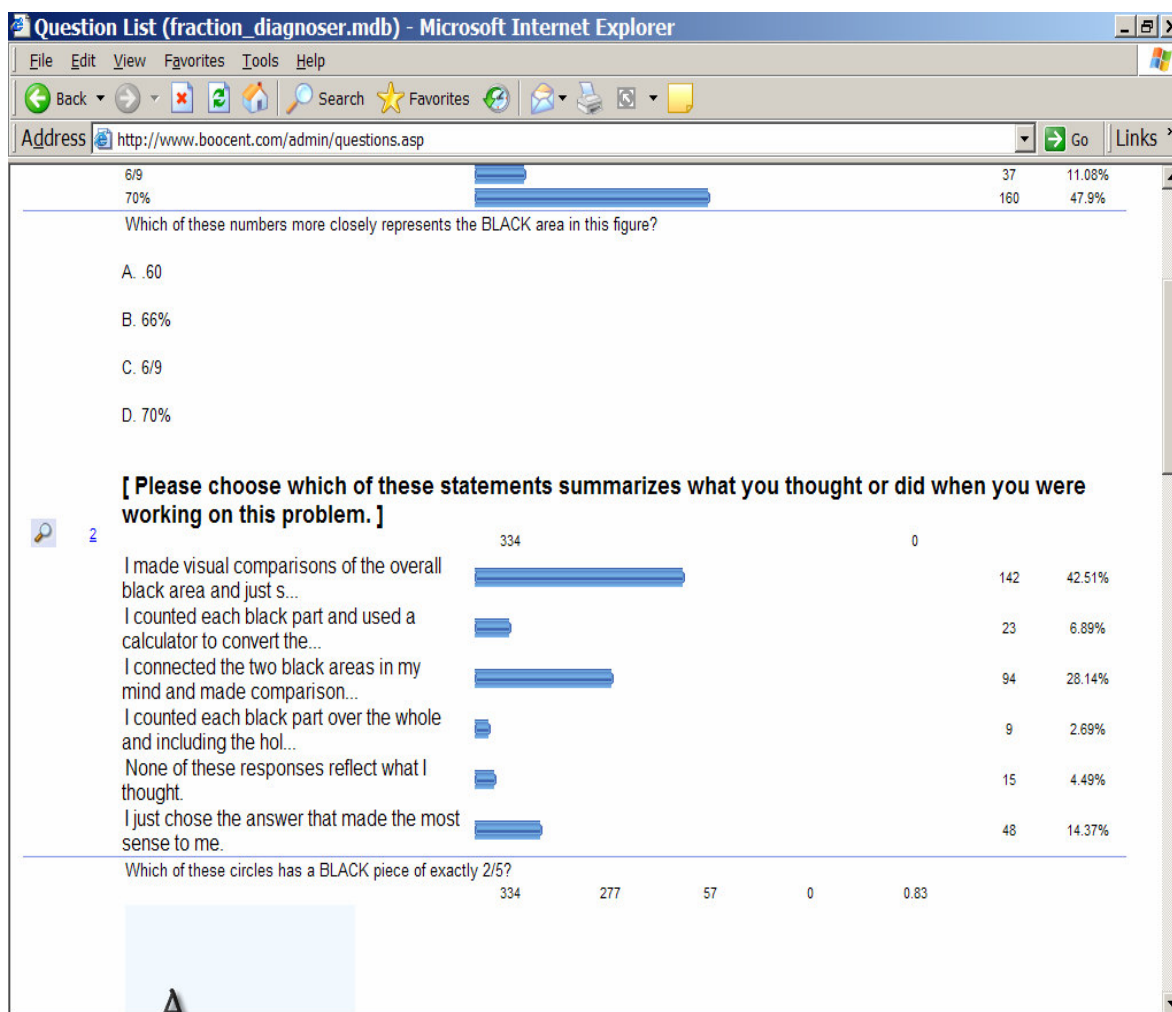 Question List (fraction_diagnoser.mdb) - Microsoft Internet Explorer
File Edit View Favorites Tools Help
Back Search Favorites
Address http://www.boocent.com/admin/questions.asp Go Links
6/9 37 11.08%
70% 160 47.9%
Which of these numbers more closely represents the BLACK area in this figure?
A. .60
B. 66%
C. 6/9
D. 70%
[ Please choose which of these statements summarizes what you thought or did when you were
working on this problem. ]
2 334 0
I made visual comparisons of the overall
black area and just s... 142 42.51%
I counted each black part and used a
calculator to convert the... 23 6.89%
I connected the two black areas in my
mind and made comparison... 94 28.14%
I counted each black part over the whole
and including the hol... 9 2.69%
None of these responses reflect what I
thought. 15 4.49%
I just chose the answer that made the most
sense to me. 48 14.37%
Which of these circles has a BLACK piece of exactly 2/5?
334 277 57 0 0.83
A